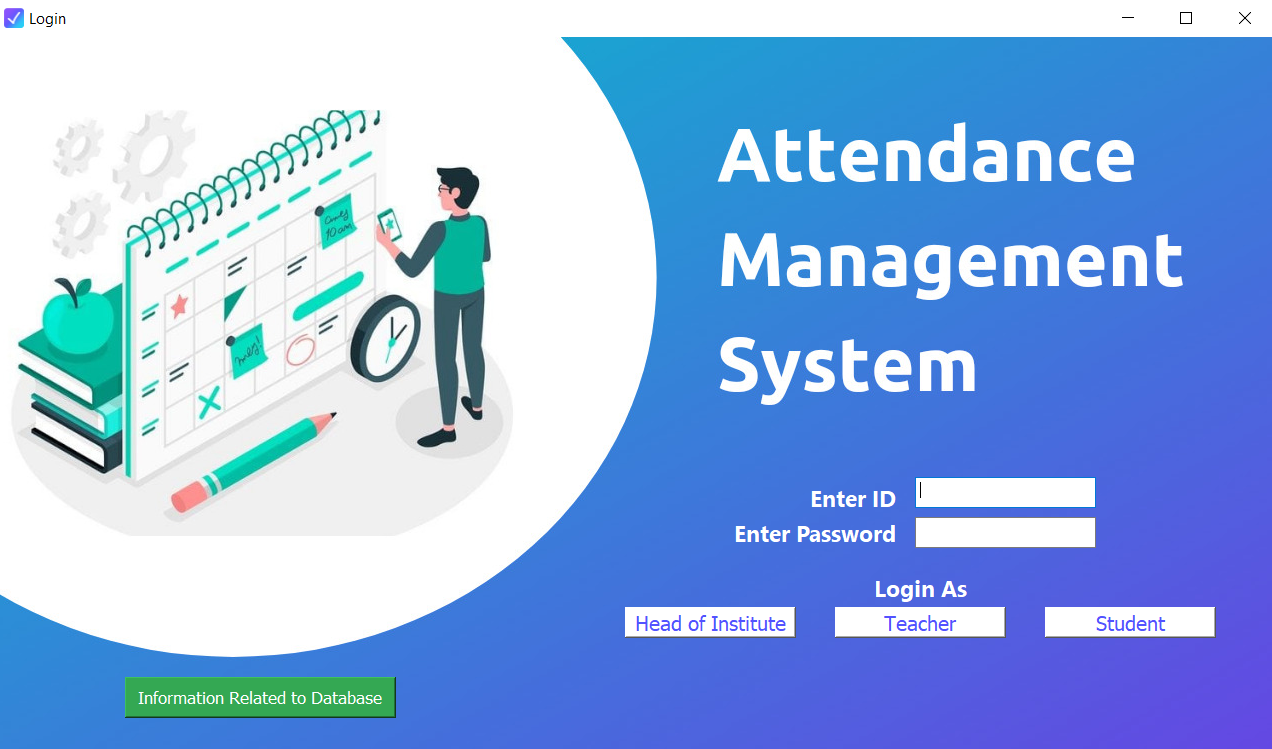 Login
Attendance
Management
System
Enter ID
Enter Password
Login As
Head of Institute
Teacher
Student
Information Related to Database